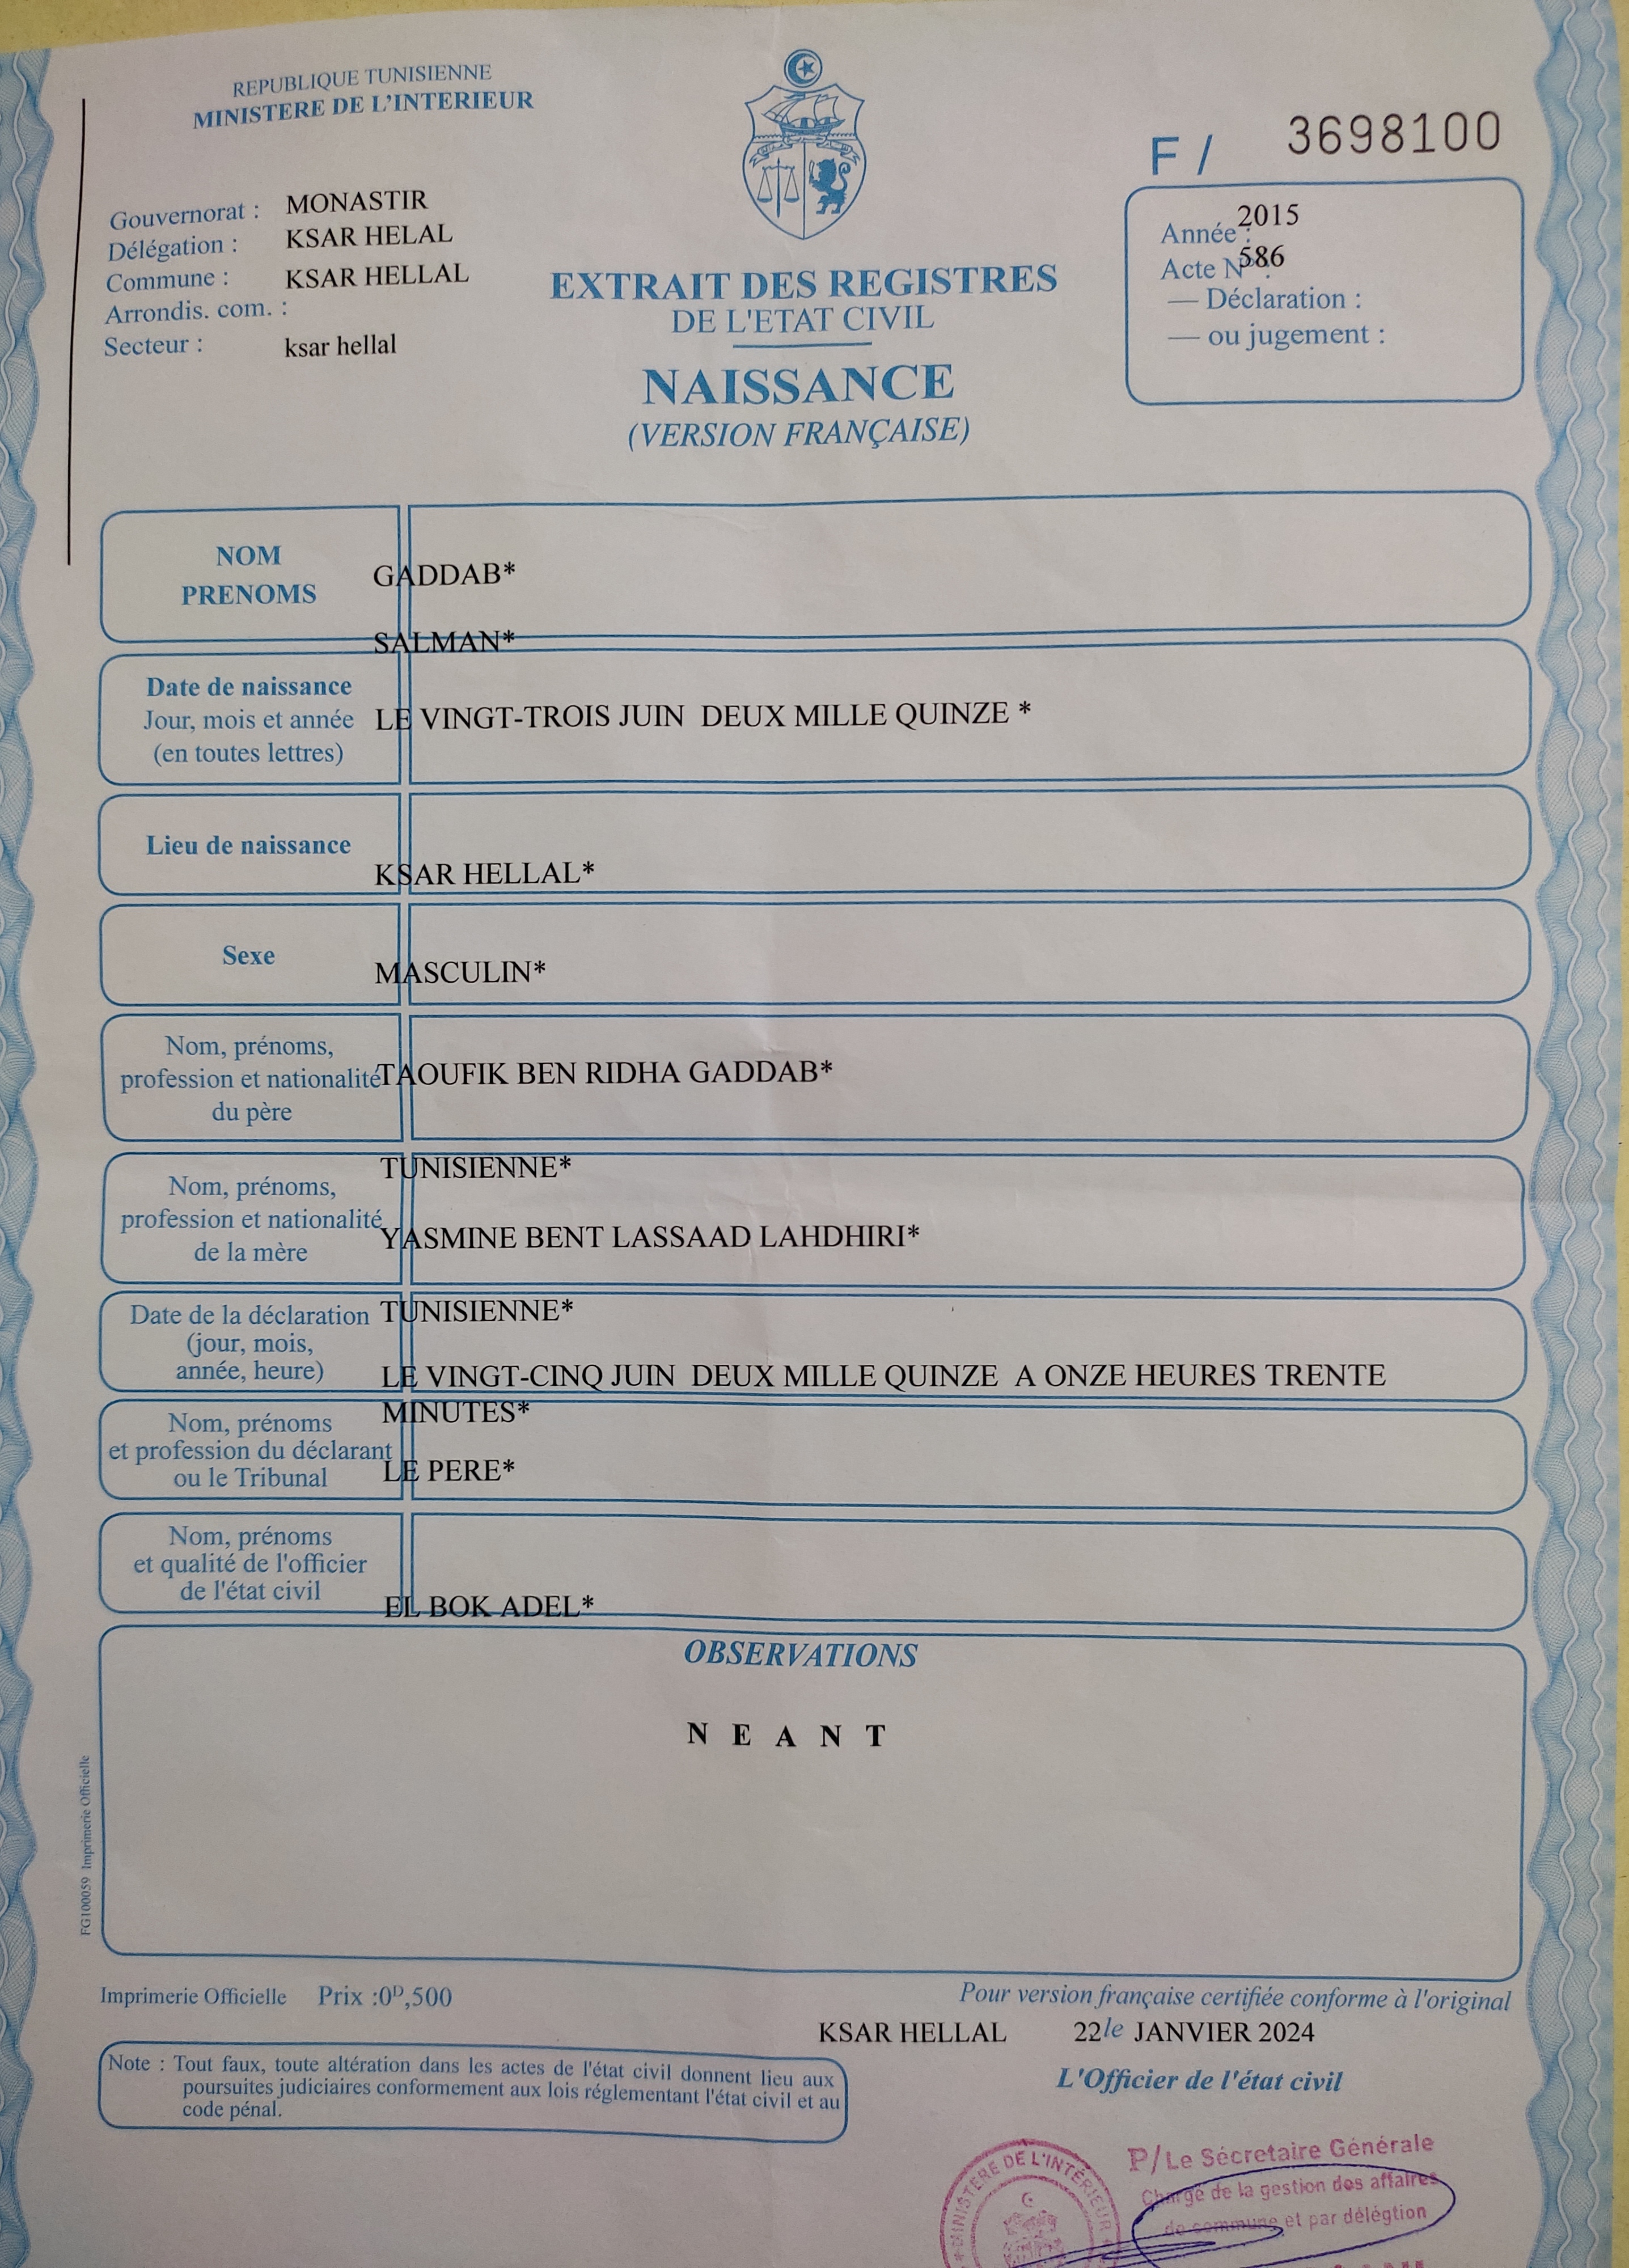 REPUBLIQUE TUNISIENNE
MINISTERE DE L'INTERIEUR
F / 3698100
Gouvernorat : MONASTIR
Délégation : KSAR HELAL
Commune : KSAR HELLAL
Arrondis. com. :
Secteur : ksar hellal
EXTRAIT DES REGISTRES
DE L'ETAT CIVIL
NAISSANCE
(VERSION FRANÇAISE)
Année : 2015
Acte N° : 586
— Déclaration :
— ou jugement :
NOM
PRENOMS
GADDAB*
SALMAN*
Date de naissance
Jour, mois et année
(en toutes lettres)
LE VINGT-TROIS JUIN DEUX MILLE QUINZE *
Lieu de naissance
KSAR HELLAL*
Sexe
MASCULIN*
Nom, prénoms,
profession et nationalité
du père
TAOUFIK BEN RIDHA GADDAB*
TUNISIENNE*
Nom, prénoms,
profession et nationalité
de la mère
YASMINE BENT LASSAAD LAHDHIRI*
TUNISIENNE*
Date de la déclaration
(jour, mois,
année, heure)
LE VINGT-CINQ JUIN DEUX MILLE QUINZE A ONZE HEURES TRENTE
MINUTES*
Nom, prénoms
et profession du déclarant
ou le Tribunal
LE PERE*
Nom, prénoms
et qualité de l'officier
de l'état civil
EL BOK ADEL*
OBSERVATIONS
N E A N T
FG100059 Imprimerie Officielle
Imprimerie Officielle Prix :0ᴰ,500
Pour version française certifiée conforme à l'original
KSAR HELLAL 22 le JANVIER 2024
L'Officier de l'état civil
Note : Tout faux, toute altération dans les actes de l'état civil donnent lieu aux
poursuites judiciaires conformement aux lois réglementant l'état civil et au
code pénal.
MINISTERE DE L'INTÉRIEUR
P/Le Sécretaire Générale
Chargé de la gestion des affaires
de commune et par délégtion